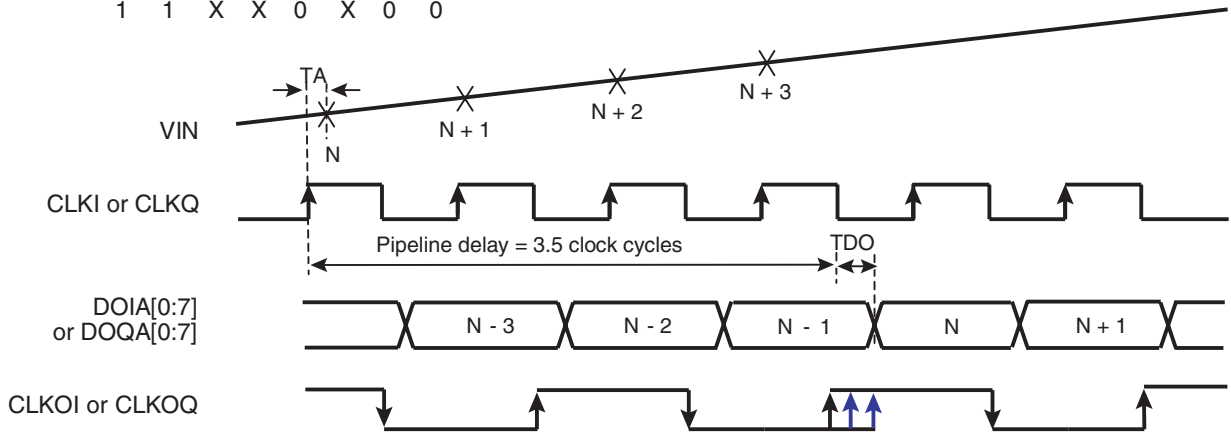 1 1 X X 0 X 0 0
TA
N + 3
N + 2
N + 1
VIN
N
CLKI or CLKQ
Pipeline delay = 3.5 clock cycles
TDO
DOIA[0:7]
or DOQA[0:7]
N - 3
N - 2
N - 1
N
N + 1
CLKOI or CLKOQ